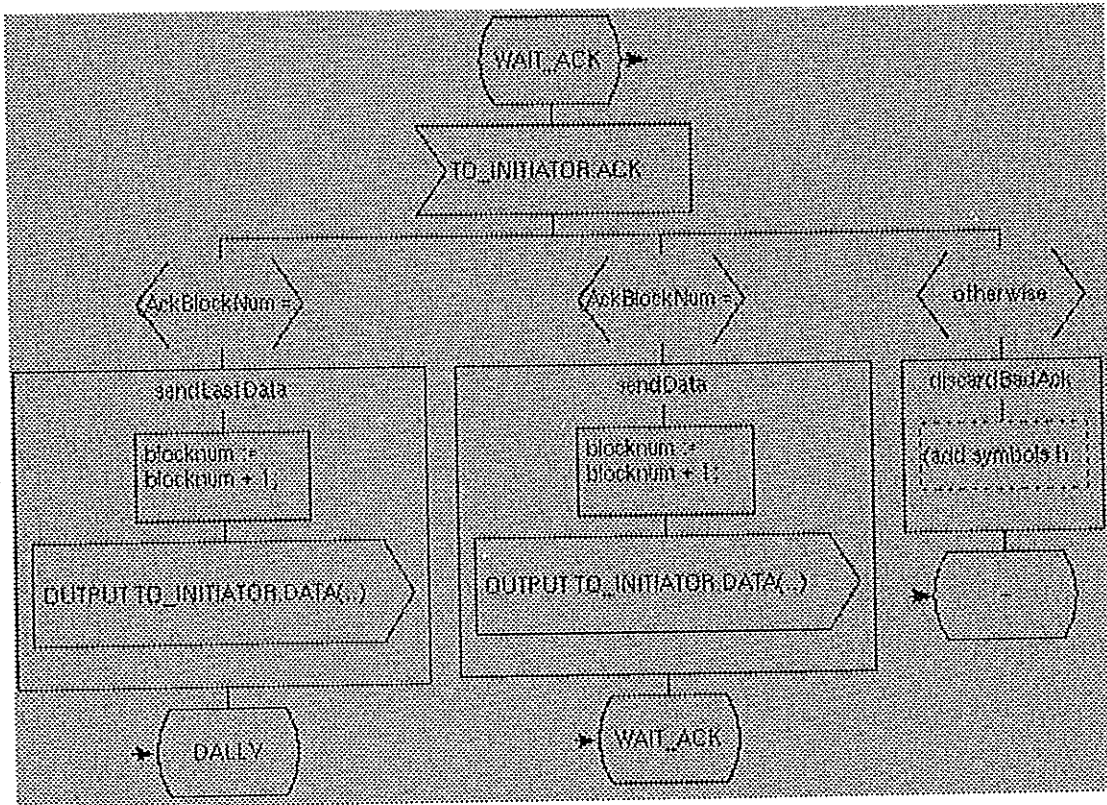 WAIT_ACK
TO_INITIATOR.ACK
AckBlockNum =
AckBlockNum =
otherwise
sendLastData
blocknum :=
blocknum + 1;
OUTPUT TO_INITIATOR.DATA(..)
sendData
blocknum :=
blocknum + 1;
OUTPUT TO_INITIATOR.DATA(..)
discardBadAck
(add symbols h
-
DALLY
WAIT_ACK